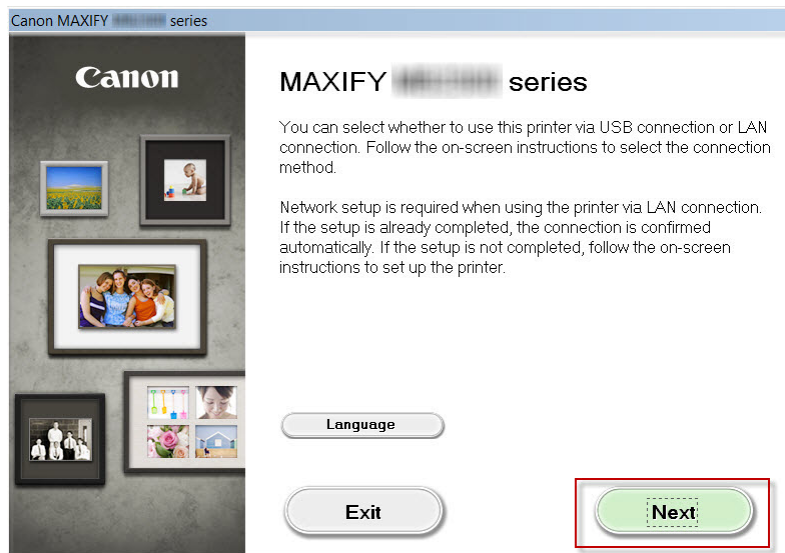 Canon MAXIFY series
Canon
MAXIFY series
You can select whether to use this printer via USB connection or LAN
connection. Follow the on-screen instructions to select the connection
method.
Network setup is required when using the printer via LAN connection.
If the setup is already completed, the connection is confirmed
automatically. If the setup is not completed, follow the on-screen
instructions to set up the printer.
Language
Exit
Next